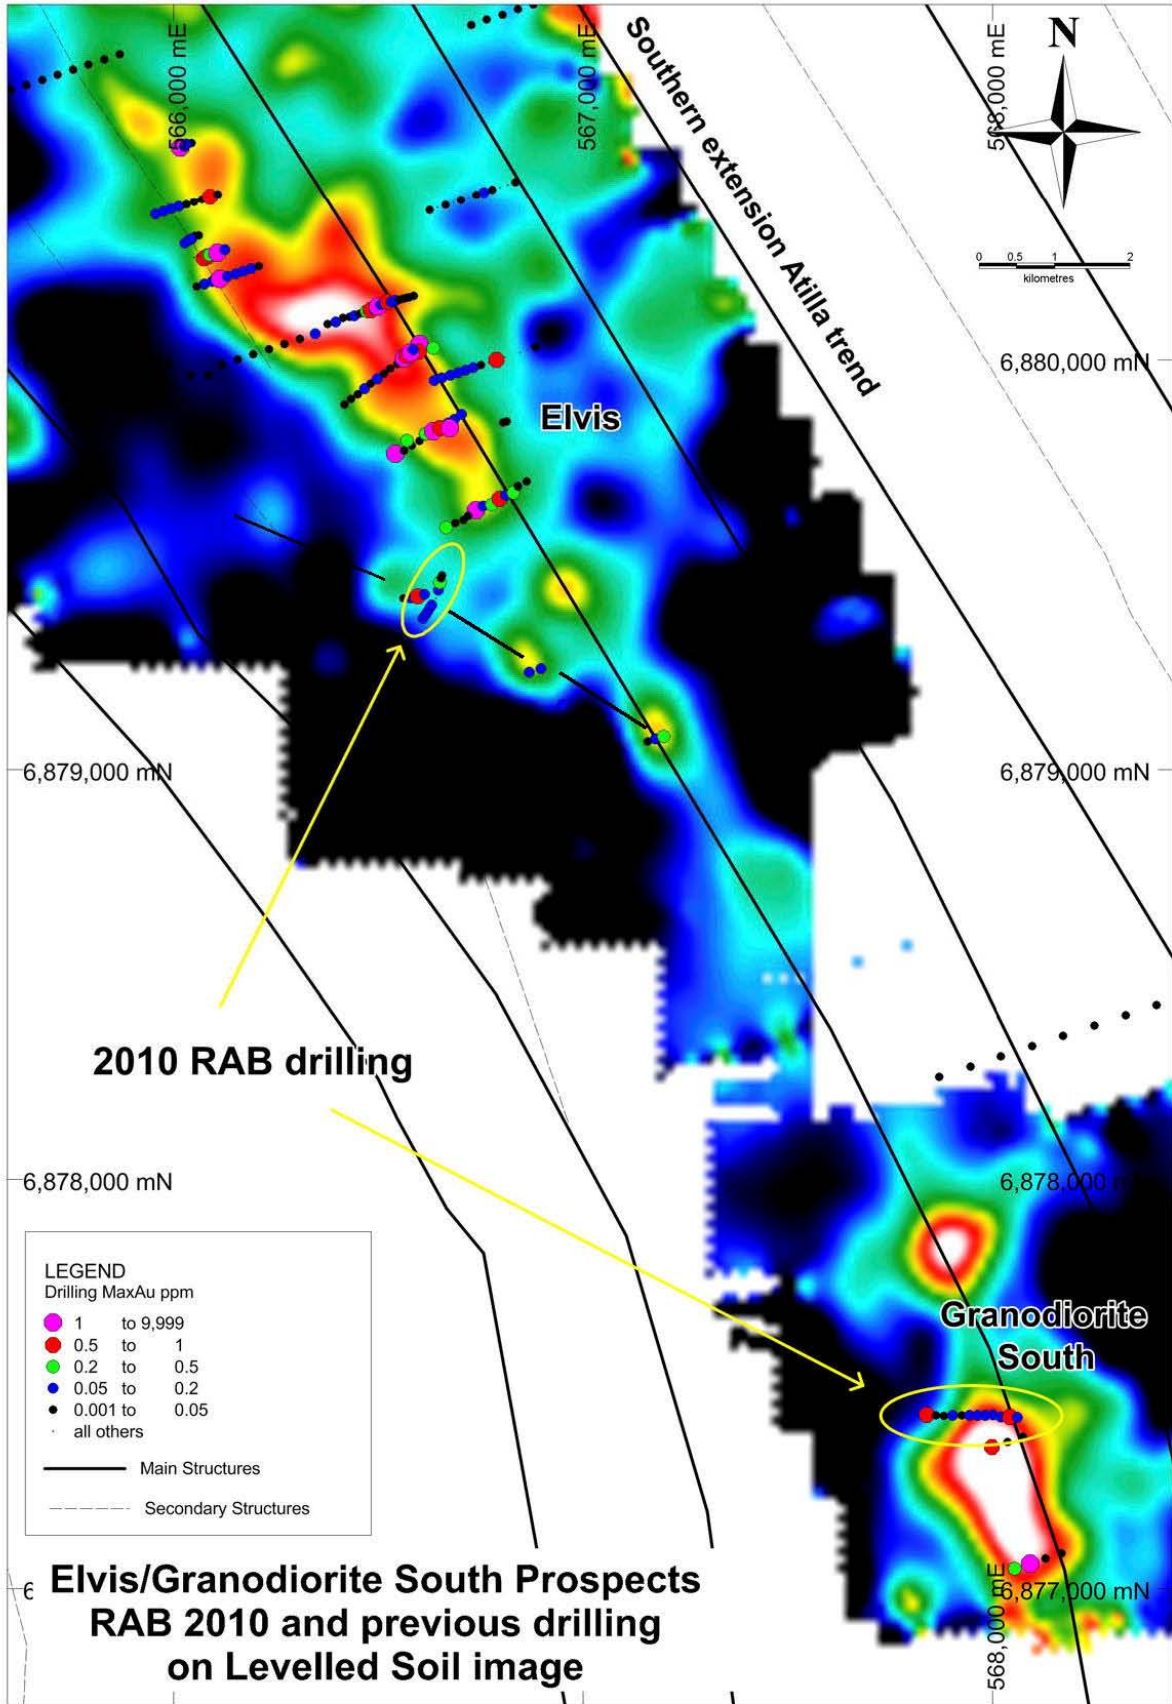 566,000 mE
567,000 mE
568,000 mE
N
Southern extension Atilla trend
0 0.5 1 2
kilometres
6,880,000 mN
Elvis
6,879,000 mN
6,879,000 mN
2010 RAB drilling
6,878,000 mN
6,878,000 m
Granodiorite
South
LEGEND
Drilling MaxAu ppm
1 to 9,999
0.5 to 1
0.2 to 0.5
0.05 to 0.2
0.001 to 0.05
all others
Main Structures
Secondary Structures
6,877,000 mN
568,000 mE
Elvis/Granodiorite South Prospects
RAB 2010 and previous drilling
on Levelled Soil image